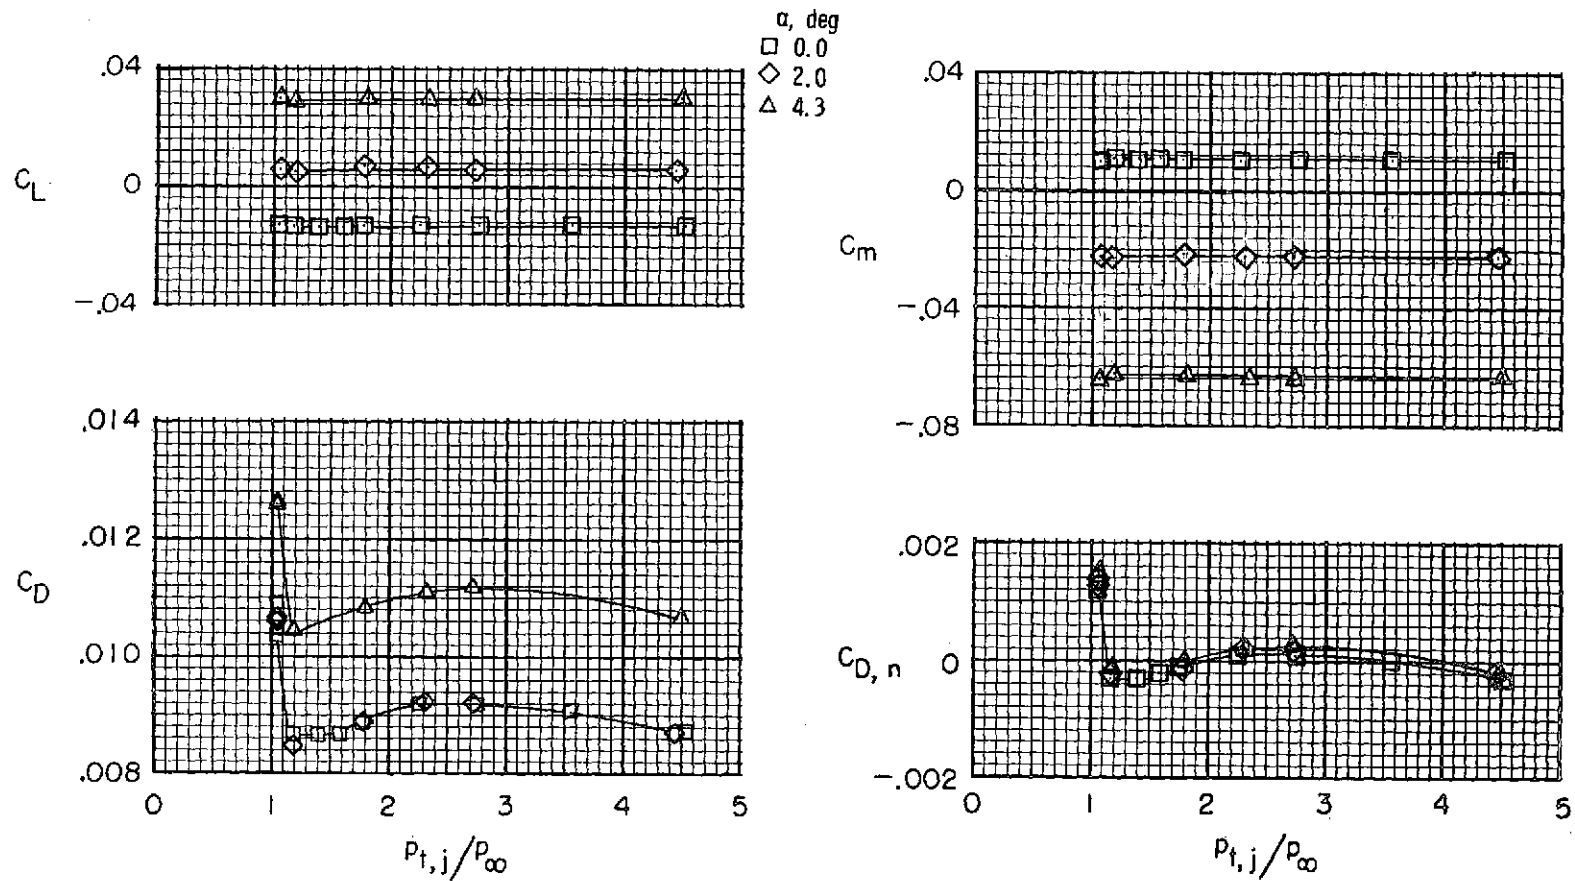 α, deg
□ 0.0
◇ 2.0
△ 4.3
.04
0
-.04
C_L
.04
0
-.04
-.08
C_m
.014
.012
.010
.008
C_D
0 1 2 3 4 5
p_t,j/p_∞
.002
0
-.002
C_D,n
0 1 2 3 4 5
p_t,j/p_∞